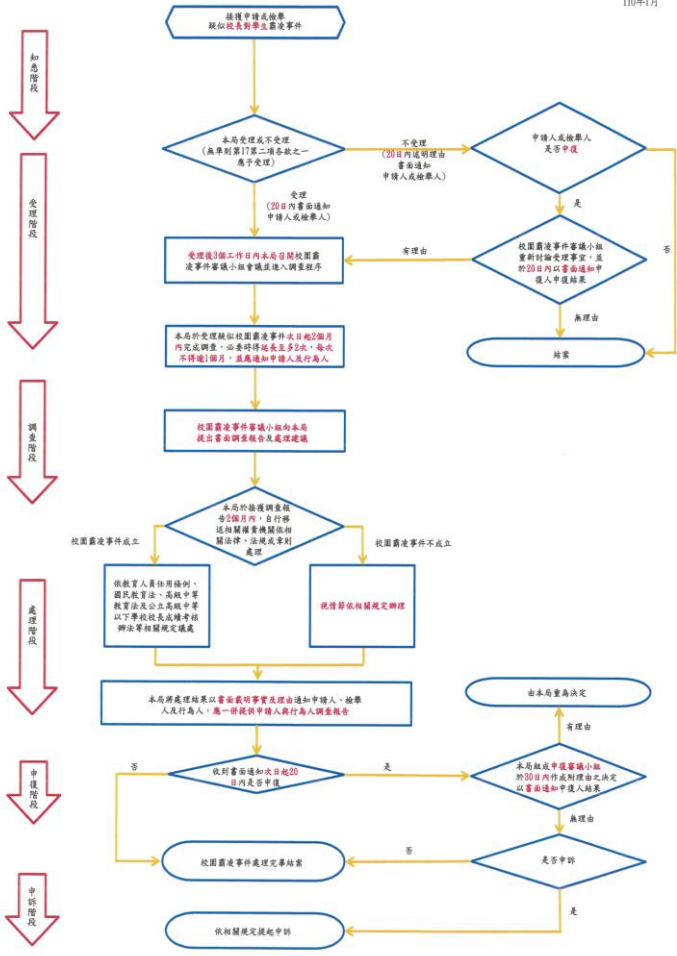 110年1月
接獲申請或檢舉
疑似校長對學生霸凌事件
知悉階段
本局受理或不受理
(無準則第17第二項各款之一
應予受理)
不受理
(20日內述明理由
書面通知
申請人或檢舉人)
申請人或檢舉人
是否申復
受理
(20日內書面通知
申請人或檢舉人)
是
否
受理階段
受理後3個工作日內本局召開校園霸
凌事件審議小組會議並進入調查程序
有理由
校園霸凌事件審議小組
重新討論受理事宜,並
於20日內以書面通知申
復人申復結果
無理由
結案
本局於受理疑似校園霸凌事件次日起2個月
內完成調查,必要時得延長至多2次,每次
不得逾1個月,並應通知申請人及行為人
調查階段
校園霸凌事件審議小組向本局
提出書面調查報告及處理建議
本局於接獲調查報
告2個月內,自行移
送相關權責機關依相
關法律、法規或章則
處理
校園霸凌事件成立
校園霸凌事件不成立
處理階段
依教育人員任用條例、
國民教育法、高級中等
教育法及公立高級中等
以下學校校長成績考核
辦法等相關規定議處
視情節依相關規定辦理
本局將處理結果以書面載明事實及理由通知申請人、檢舉
人及行為人,應一併提供申請人與行為人調查報告
由本局重為決定
有理由
申復階段
否
收到書面通知次日起20
日內是否申復
是
本局組成申復審議小組
於30日內作成附理由之決定
以書面通知申復人結果
無理由
校園霸凌事件處理完畢結案
否
是否申訴
申訴階段
是
依相關規定提起申訴